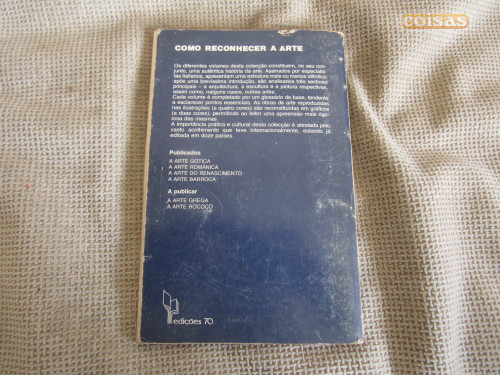 coisas
COMO RECONHECER A ARTE
Os diferentes volumes desta colecção constituem, no seu con-
junto, uma autêntica história da arte. Assinados por especialis-
tas italianos, apresentam uma estrutura mais ou menos idêntica:
após uma brevíssima introdução, são analisados três sectores
principais — a arquitectura, a escultura e a pintura respectivas,
assim como, nalguns casos, outras artes.
Cada volume é completado por um glossário de base, tendente
a esclarecer pontos essenciais. As obras de arte reproduzidas
nas ilustrações (a quatro cores) são reconstituídas em gráficos
(a duas cores), permitindo ao leitor uma apreensão mais rigo-
rosa das mesmas.
A importância prática e cultural desta colecção é atestada pelo
vasto acolhimento que teve internacionalmente, estando já
editada em doze países.
Publicados
A ARTE GÓTICA
A ARTE ROMÂNICA
A ARTE DO RENASCIMENTO
A ARTE BARROCA
A publicar
A ARTE GREGA
A ARTE ROCOCÓ
edições 70